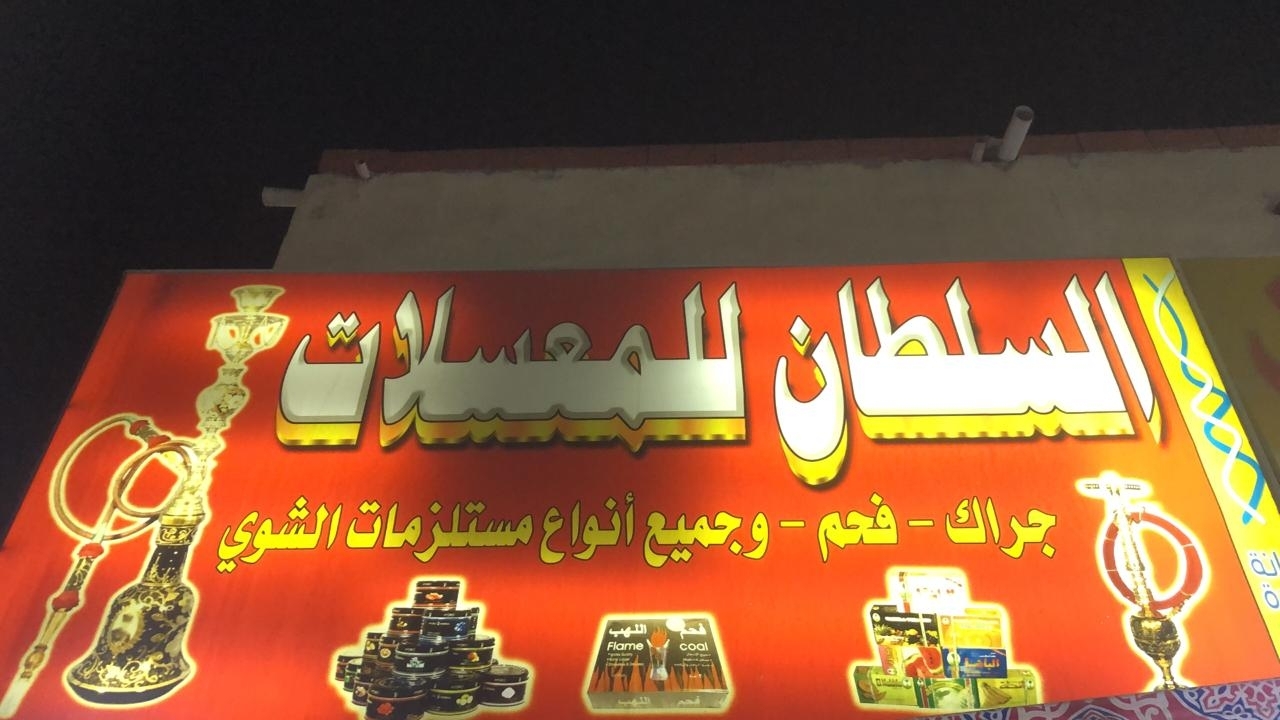 السلطان للمعسلات
جراك - فحم - وجميع أنواع مستلزمات الشوي
فحم اللهب
Flame coal